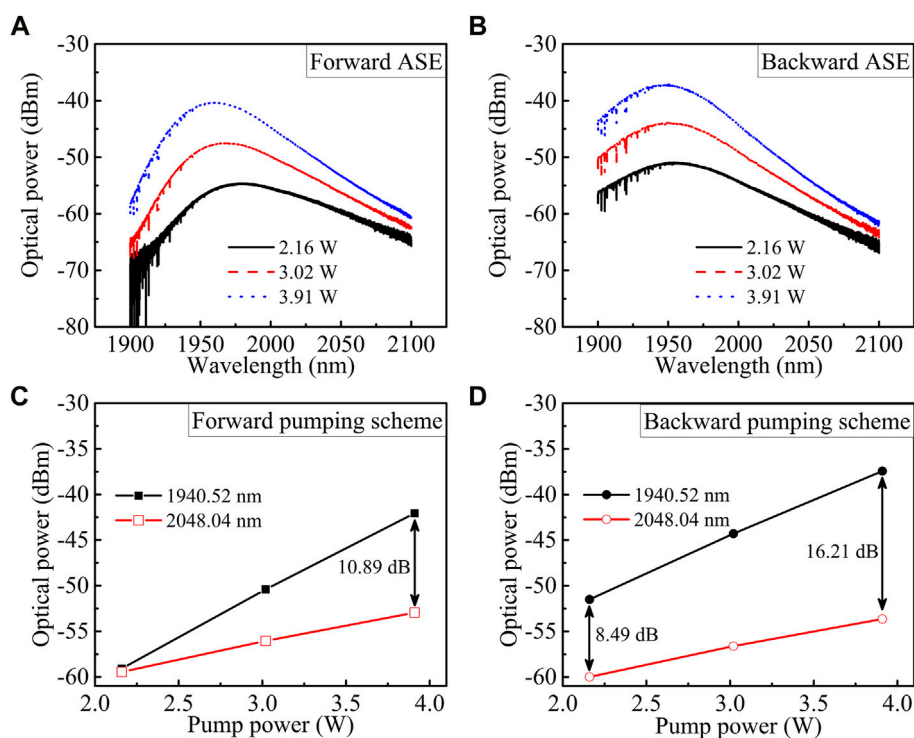 A
-30
-40
-50
-60
-70
-80
Optical power (dBm)
Forward ASE
2.16 W
3.02 W
3.91 W
1900 1950 2000 2050 2100
Wavelength (nm)
B
-30
-40
-50
-60
-70
-80
Optical power (dBm)
Backward ASE
2.16 W
3.02 W
3.91 W
1900 1950 2000 2050 2100
Wavelength (nm)
C
-30
-35
-40
-45
-50
-55
-60
Optical power (dBm)
Forward pumping scheme
1940.52 nm
2048.04 nm
10.89 dB
2.0 2.5 3.0 3.5 4.0
Pump power (W)
D
-30
-35
-40
-45
-50
-55
-60
Optical power (dBm)
Backward pumping scheme
1940.52 nm
2048.04 nm
16.21 dB
8.49 dB
2.0 2.5 3.0 3.5 4.0
Pump power (W)